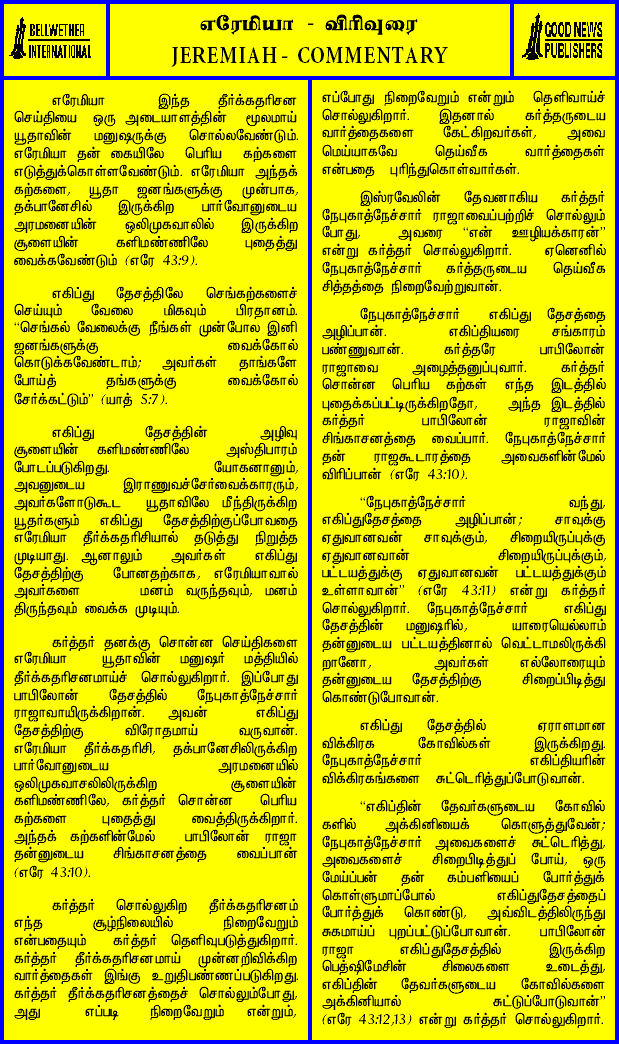 BELLWETHER
INTERNATIONAL
எரேமியா - விரிவுரை
JEREMIAH - COMMENTARY
GOOD NEWS
PUBLISHERS
எரேமியா இந்த தீர்க்கதரிசன
செய்தியை ஒரு அடையாளத்தின் மூலமாய்
யூதாவின் மனுஷருக்கு சொல்லவேண்டும்.
எரேமியா தன் கையிலே பெரிய கற்களை
எடுத்துக்கொள்ளவேண்டும். எரேமியா அந்தக்
கற்களை, யூதா ஜனங்களுக்கு முன்பாக,
தக்பானேசில் இருக்கிற பார்வோனுடைய
அரமனையின் ஒலிமுகவாலில் இருக்கிற
சூளையின் களிமண்ணிலே புதைத்து
வைக்கவேண்டும் (எரே 43:9).
எகிப்து தேசத்திலே செங்கற்களைச்
செய்யும் வேலை மிகவும் பிரதானம்.
“செங்கல் வேலைக்கு நீங்கள் முன்போல இனி
ஜனங்களுக்கு வைக்கோல்
கொடுக்கவேண்டாம்; அவர்கள் தாங்களே
போய்த் தங்களுக்கு வைக்கோல்
சேர்க்கட்டும்” (யாத் 5:7).
எகிப்து தேசத்தின் அழிவு
சூளையின் களிமண்ணிலே அஸ்திபாரம்
போடப்படுகிறது. யோகனானும்,
அவனுடைய இராணுவச்சேர்வைக்காரரும்,
அவர்களோடுகூட யூதாவிலே மீந்திருக்கிற
யூதர்களும் எகிப்து தேசத்திற்குப்போவதை
எரேமியா தீர்க்கதரிசியால் தடுத்து நிறுத்த
முடியாது. ஆனாலும் அவர்கள் எகிப்து
தேசத்திற்கு போனதற்காக, எரேமியாவால்
அவர்களை மனம் வருந்தவும், மனம்
திருந்தவும் வைக்க முடியும்.
கர்த்தர் தனக்கு சொன்ன செய்திகளை
எரேமியா யூதாவின் மனுஷர் மத்தியில்
தீர்க்கதரிசனமாய்ச் சொல்லுகிறார். இப்போது
பாபிலோன் தேசத்தில் நேபுகாத்நேச்சார்
ராஜாவாயிருக்கிறான். அவன் எகிப்து
தேசத்திற்கு விரோதமாய் வருவான்.
எரேமியா தீர்க்கதரிசி, தக்பானேசிலிருக்கிற
பார்வோனுடைய அரமனையில்
ஒலிமுகவாசலிலிருக்கிற சூளையின்
களிமண்ணிலே, கர்த்தர் சொன்ன பெரிய
கற்களை புதைத்து வைத்திருக்கிறார்.
அந்தக் கற்களின்மேல் பாபிலோன் ராஜா
தன்னுடைய சிங்காசனத்தை வைப்பான்
(எரே 43:10).
கர்த்தர் சொல்லுகிற தீர்க்கதரிசனம்
எந்த சூழ்நிலையில் நிறைவேறும்
என்பதையும் கர்த்தர் தெளிவுபடுத்துகிறார்.
கர்த்தர் தீர்க்கதரிசனமாய் முன்னறிவிக்கிற
வார்த்தைகள் இங்கு உறுதிபண்ணப்படுகிறது.
கர்த்தர் தீர்க்கதரிசனத்தைச் சொல்லும்போது,
அது எப்படி நிறைவேறும் என்றும்,
எப்போது நிறைவேறும் என்றும் தெளிவாய்ச்
சொல்லுகிறார். இதனால் கர்த்தருடைய
வார்த்தைகளை கேட்கிறவர்கள், அவை
மெய்யாகவே தெய்வீக வார்த்தைகள்
என்பதை புரிந்துகொள்வார்கள்.
இஸ்ரவேலின் தேவனாகிய கர்த்தர்
நேபுகாத்நேச்சார் ராஜாவைப்பற்றிச் சொல்லும்
போது, அவரை “என் ஊழியக்காரன்”
என்று கர்த்தர் சொல்லுகிறார். ஏனெனில்
நேபுகாத்நேச்சார் கர்த்தருடைய தெய்வீக
சித்தத்தை நிறைவேற்றுவான்.
நேபுகாத்நேச்சார் எகிப்து தேசத்தை
அழிப்பான். எகிப்தியரை சங்காரம்
பண்ணுவான். கர்த்தரே பாபிலோன்
ராஜாவை அழைத்தனுப்புவார். கர்த்தர்
சொன்ன பெரிய கற்கள் எந்த இடத்தில்
புதைக்கப்பட்டிருக்கிறதோ, அந்த இடத்தில்
கர்த்தர் பாபிலோன் ராஜாவின்
சிங்காசனத்தை வைப்பார். நேபுகாத்நேச்சார்
தன் ராஜகூடாரத்தை அவைகளின்மேல்
விரிப்பான் (எரே 43:10).
“நேபுகாத்நேச்சார் வந்து,
எகிப்துதேசத்தை அழிப்பான்; சாவுக்கு
ஏதுவானவன் சாவுக்கும், சிறையிருப்புக்கு
ஏதுவானவான் சிறையிருப்புக்கும்,
பட்டயத்துக்கு ஏதுவானவன் பட்டயத்துக்கும்
உள்ளாவான்” (எரே 43:11) என்று கர்த்தர்
சொல்லுகிறார். நேபுகாத்நேச்சார் எகிப்து
தேசத்தின் மனுஷரில், யாரையெல்லாம்
தன்னுடைய பட்டயத்தினால் வெட்டாமலிருக்கி
றானோ, அவர்கள் எல்லோரையும்
தன்னுடைய தேசத்திற்கு சிறைப்பிடித்து
கொண்டுபோவான்.
எகிப்து தேசத்தில் ஏராளமான
விக்கிரக கோவில்கள் இருக்கிறது.
நேபுகாத்நேச்சார் எகிப்தியரின்
விக்கிரகங்களை சுட்டெரித்துப்போடுவான்.
“எகிப்தின் தேவர்களுடைய கோவில்
களில் அக்கினியைக் கொளுத்துவேன்;
நேபுகாத்நேச்சார் அவைகளைச் சுட்டெரித்து,
அவைகளைச் சிறைபிடித்துப் போய், ஒரு
மேய்ப்பன் தன் கம்பளியைப் போர்த்துக்
கொள்ளுமாப்போல் எகிப்துதேசத்தைப்
போர்த்துக் கொண்டு, அவ்விடத்திலிருந்து
சுகமாய்ப் புறப்பட்டுப்போவான். பாபிலோன்
ராஜா எகிப்துதேசத்தில் இருக்கிற
பெத்ஷிமேசின் சிலைகளை உடைத்து,
எகிப்தின் தேவர்களுடைய கோவில்களை
அக்கினியால் சுட்டுப்போடுவான்”
(எரே 43:12,13) என்று கர்த்தர் சொல்லுகிறார்.